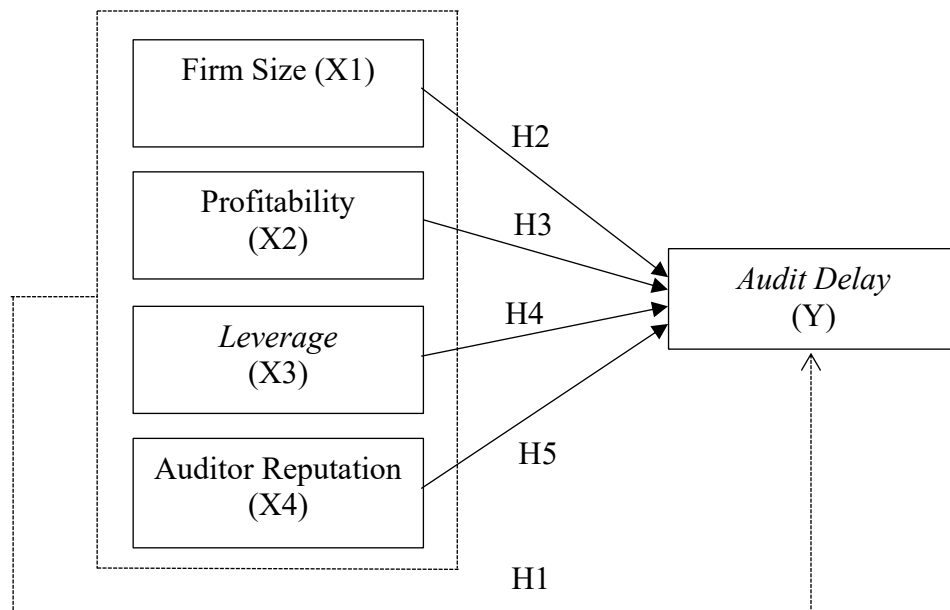 Firm Size (X1)
H2
Profitability
(X2)
H3
Audit Delay
(Y)
Leverage
(X3)
H4
Auditor Reputation
(X4)
H5
H1